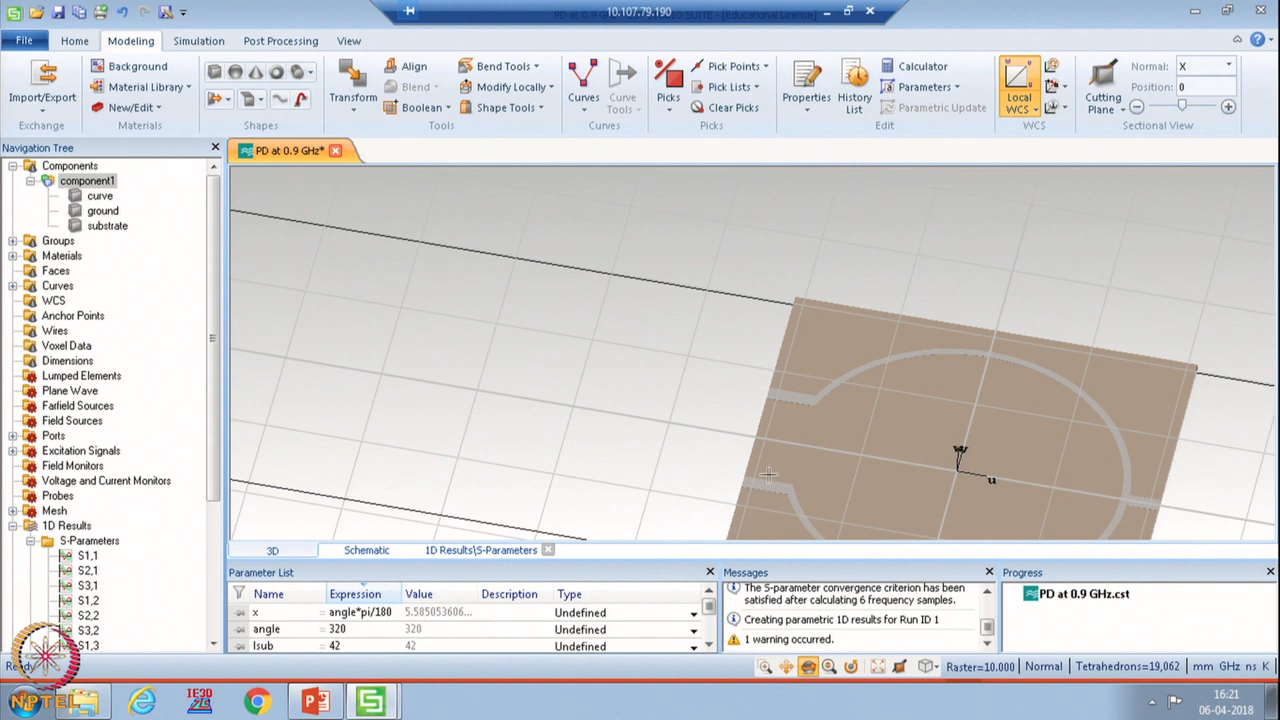 10.107.79.190
[Educational License]
File Home Modeling Simulation Post Processing View
Import/Export
Exchange
Background
Material Library
New/Edit
Materials
Shapes
Transform
Align
Blend
Boolean
Bend Tools
Modify Locally
Shape Tools
Tools
Curves
Curve Tools
Curves
Picks
Pick Points
Pick Lists
Clear Picks
Picks
Properties
History List
Calculator
Parameters
Parametric Update
Edit
Local WCS
WCS
Cutting Plane
Normal: X
Position: 0
Sectional View
Navigation Tree
PD at 0.9 GHz*
Components
component1
curve
ground
substrate
Groups
Materials
Faces
Curves
WCS
Anchor Points
Wires
Voxel Data
Dimensions
Lumped Elements
Plane Wave
Farfield Sources
Field Sources
Ports
Excitation Signals
Field Monitors
Voltage and Current Monitors
Probes
Mesh
1D Results
S-Parameters
S1,1
S2,1
S3,1
S1,2
S2,2
S3,2
S1,3
w
u
3D Schematic 1D Results\S-Parameters
Parameter List
Name Expression Value Description Type
x = angle*pi/180 5.585053606... Undefined
angle = 320 320 Undefined
lsub = 42 42 Undefined
Messages
The S-parameter convergence criterion has
satisfied after calculating 6 frequency samples.
Creating parametric 1D results for Run ID 1
1 warning occurred.
Progress
PD at 0.9 GHz.cst
Raster=10.000 Normal Tetrahedrons=19,062 mm GHz ns K
NPTEL
IE3D
16:21
06-04-2018